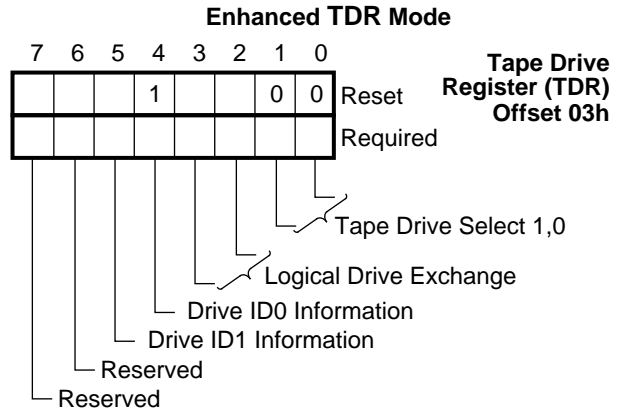 Enhanced TDR Mode
7 6 5 4 3 2 1 0
Tape Drive
Register (TDR)
Offset 03h
1 0 0 Reset
Required
Tape Drive Select 1,0
Logical Drive Exchange
Drive ID0 Information
Drive ID1 Information
Reserved
Reserved